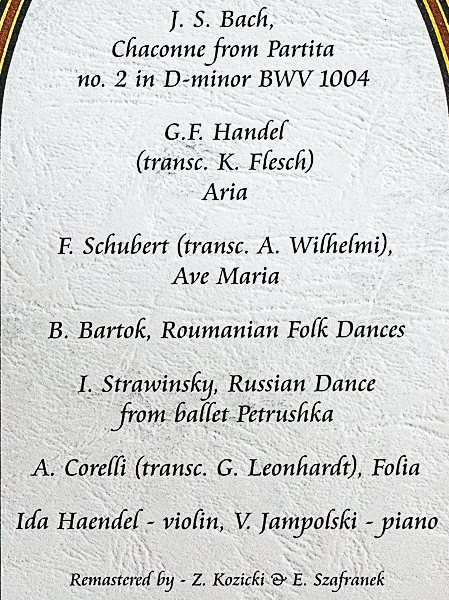 J. S. Bach,
Chaconne from Partita
no. 2 in D-minor BWV 1004
G.F. Handel
(transc. K. Flesch)
Aria
F. Schubert (transc. A. Wilhelmi),
Ave Maria
B. Bartok, Roumanian Folk Dances
I. Strawinsky, Russian Dance
from ballet Petrushka
A. Corelli (transc. G. Leonhardt), Folia
Ida Haendel - violin, V. Jampolski - piano
Remastered by - Z. Kozicki & E. Szafranek